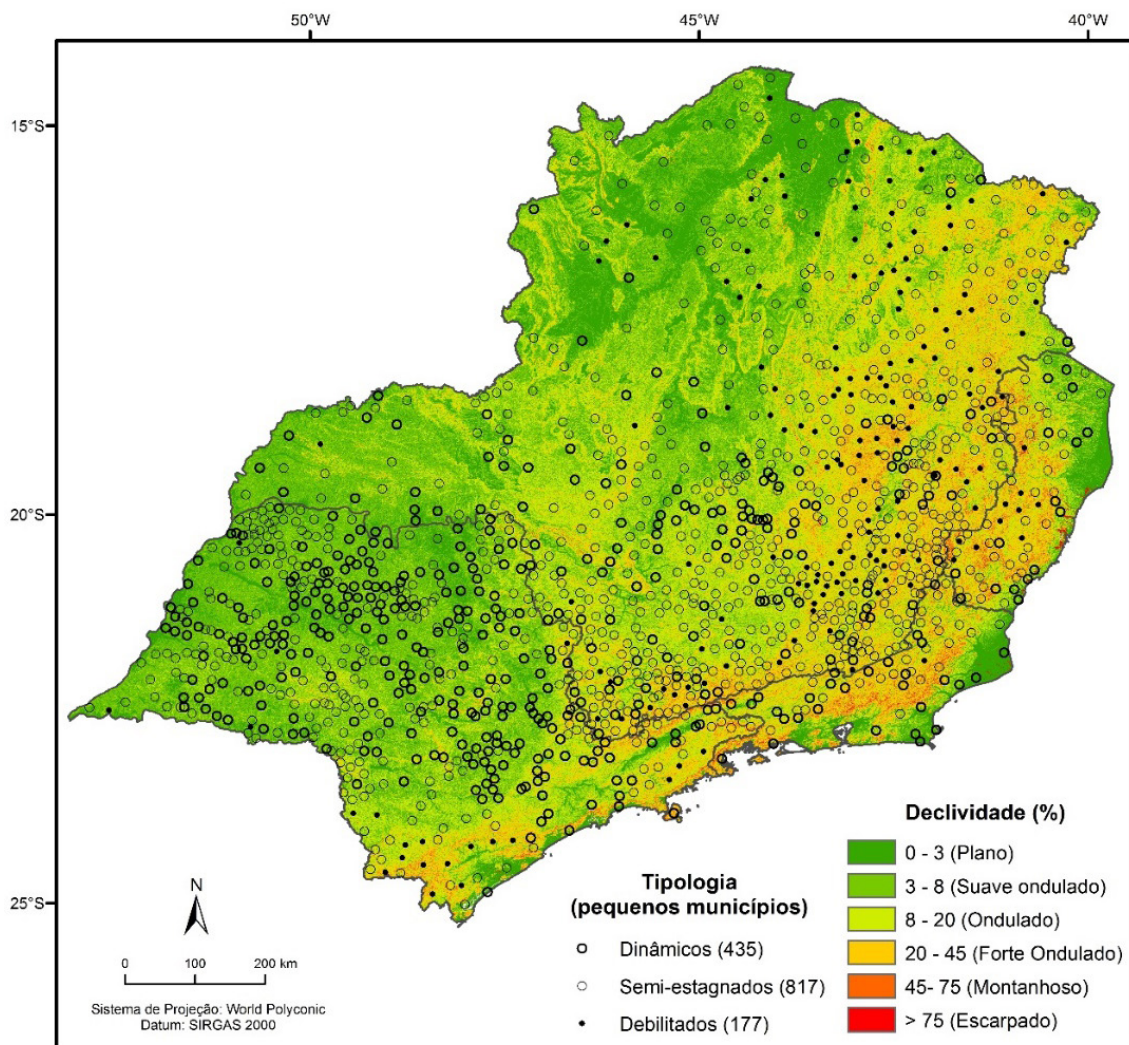 50°W 45°W 40°W
15°S
20°S
25°S
N
0 100 200 km
Sistema de Projeção: World Polyconic
Datum: SIRGAS 2000
Tipologia
(pequenos municípios)
Dinâmicos (435)
Semi-estagnados (817)
Debilitados (177)
Declividade (%)
0 - 3 (Plano)
3 - 8 (Suave ondulado)
8 - 20 (Ondulado)
20 - 45 (Forte Ondulado)
45- 75 (Montanhoso)
> 75 (Escarpado)